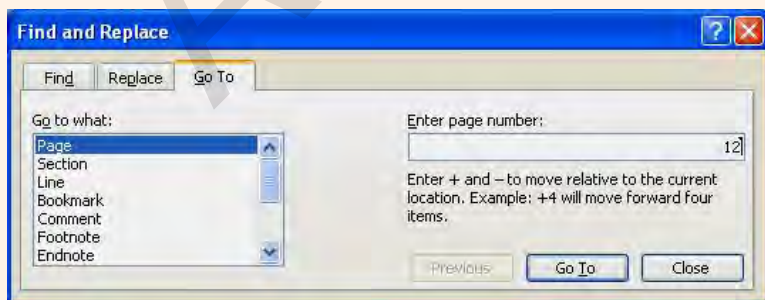 Find and Replace
Find Replace Go To
Go to what:
Page
Section
Line
Bookmark
Comment
Footnote
Endnote
Enter page number:
12
Enter + and – to move relative to the current
location. Example: +4 will move forward four
items.
Previous Go To Close